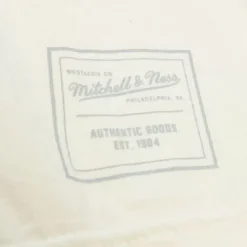 Mitchell & Ness
PHILADELPHIA, PA.
AUTHENTIC GOODS
EST. 1904